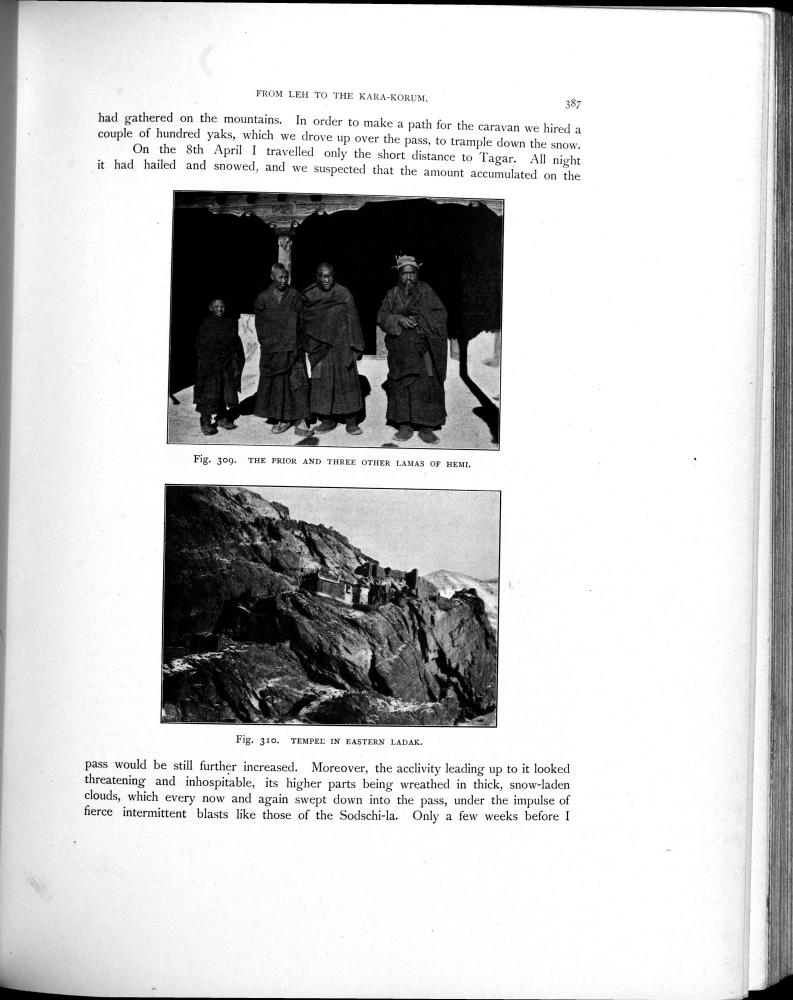 FROM LEH TO THE KARA-KORUM.
387
had gathered on the mountains. In order to make a path for the caravan we hired a
couple of hundred yaks, which we drove up over the pass, to trample down the snow.
On the 8th April I travelled only the short distance to Tagar. All night
it had hailed and snowed, and we suspected that the amount accumulated on the
Fig. 309. THE PRIOR AND THREE OTHER LAMAS OF HEMI.
Fig. 310. TEMPEL IN EASTERN LADAK.
pass would be still further increased. Moreover, the acclivity leading up to it looked
threatening and inhospitable, its higher parts being wreathed in thick, snow-laden
clouds, which every now and again swept down into the pass, under the impulse of
fierce intermittent blasts like those of the Sodschi-la. Only a few weeks before I